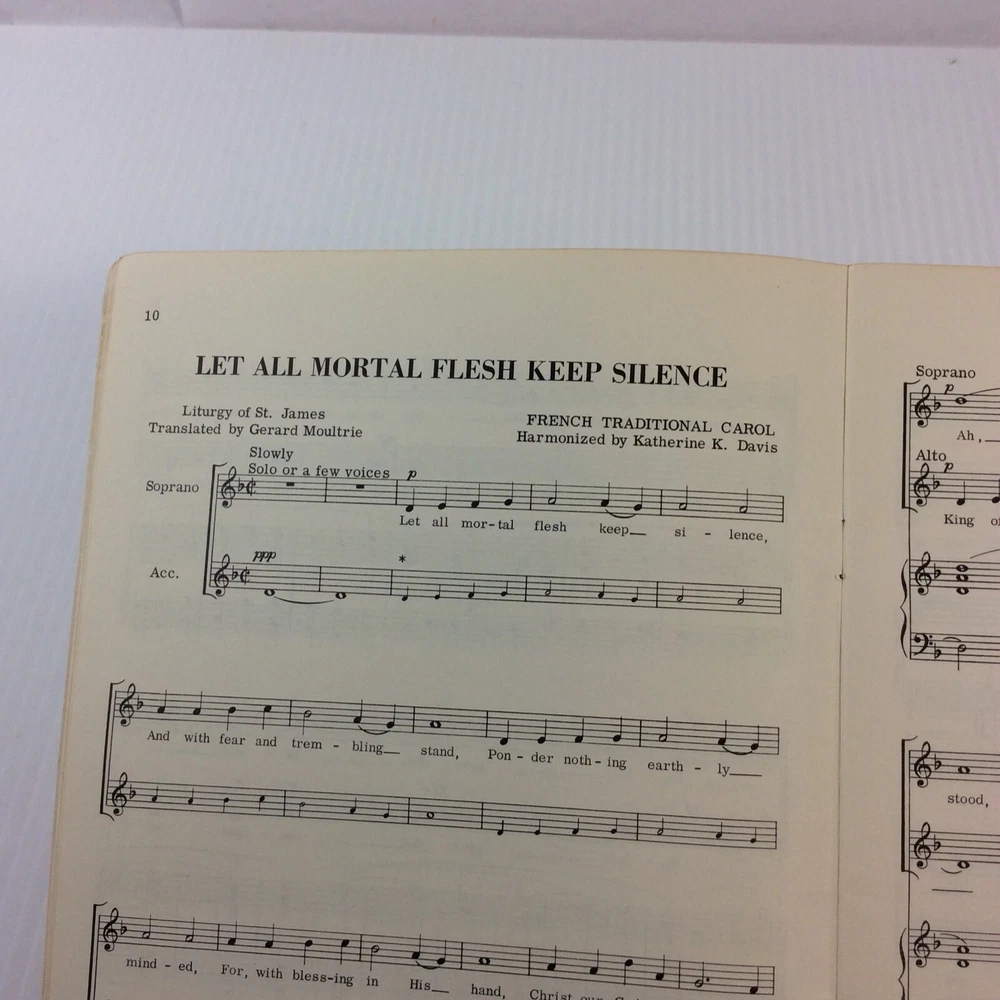 10
LET ALL MORTAL FLESH KEEP SILENCE
Liturgy of St. James
Translated by Gerard Moultrie
FRENCH TRADITIONAL CAROL
Harmonized by Katherine K. Davis
Slowly
Solo or a few voices
p
Soprano
Let all mor-tal flesh keep__ si - lence,
ppp
*
Acc.
And with fear and trem - bling__ stand, Pon - der noth - ing earth - ly___
mind - ed, For, with bless-ing in His__ hand, Christ our
Soprano
p
Ah,
Alto
p
King
stood,